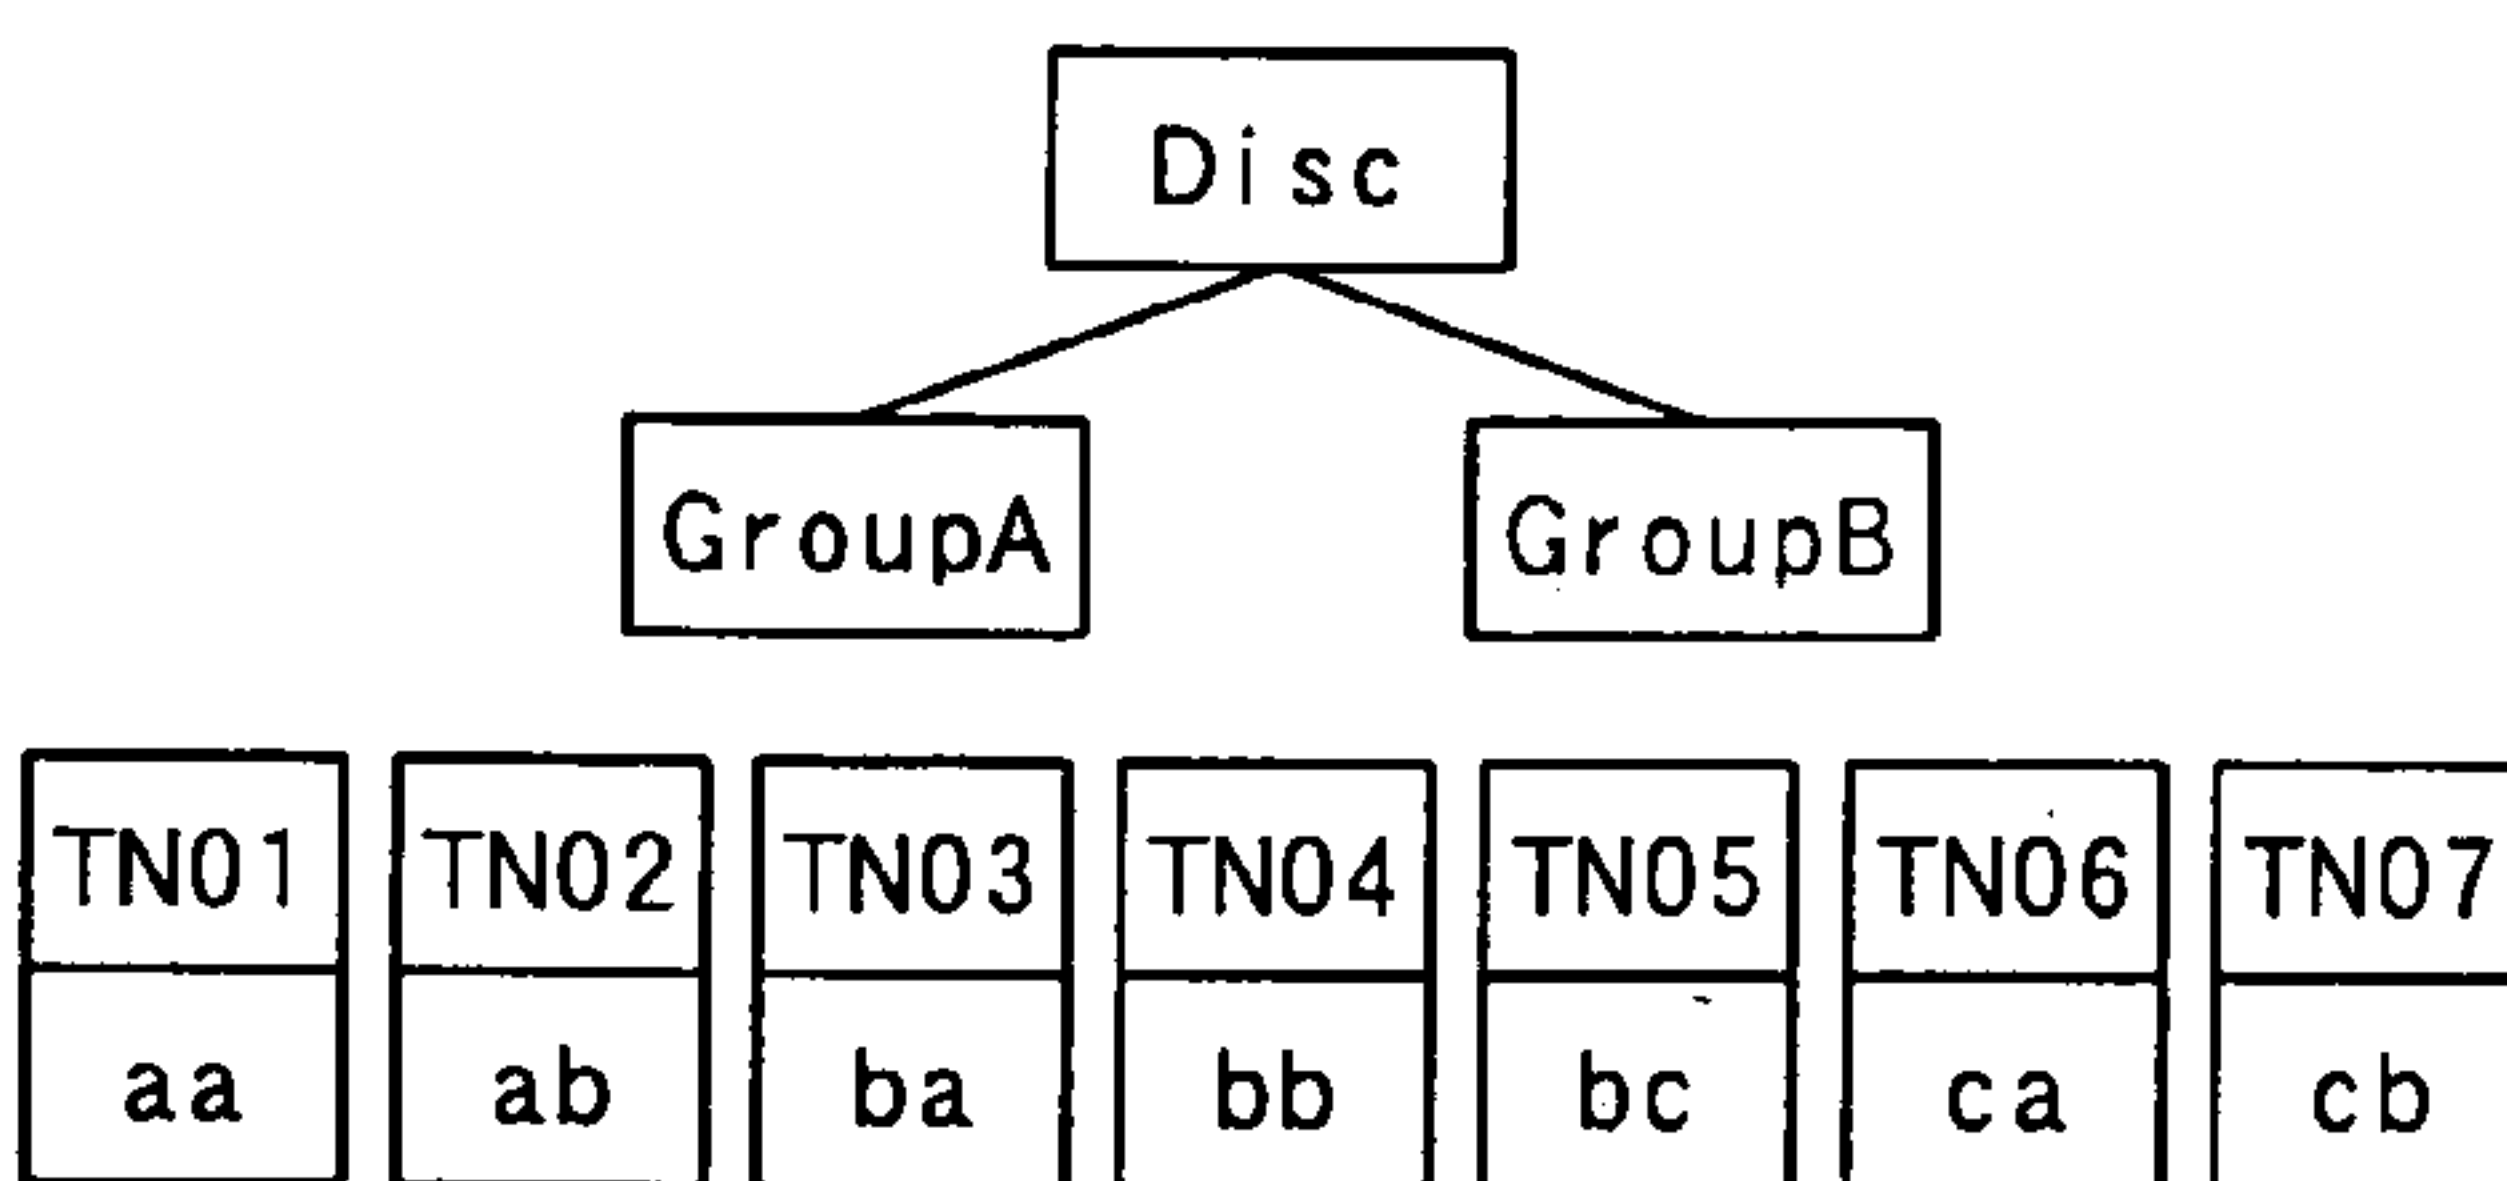 Disc
GroupA GroupB
TN01 TN02 TN03 TN04 TN05 TN06 TN07
aa ab ba bb bc ca cb